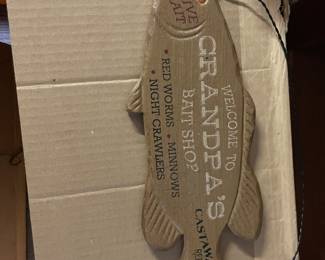 LIVE
BAIT
WELCOME TO
GRANDPA'S
BAIT SHOP
• RED WORMS • MINNOWS
• NIGHT CRAWLERS